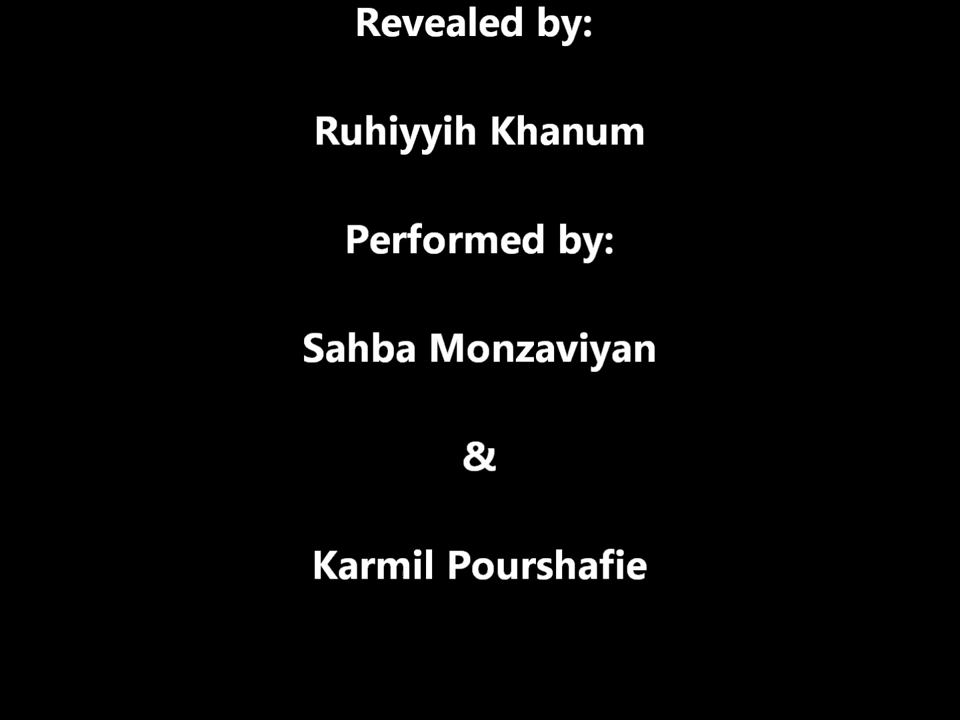 Revealed by:
Ruhiyyih Khanum
Performed by:
Sahba Monzaviyan
&
Karmil Pourshafie